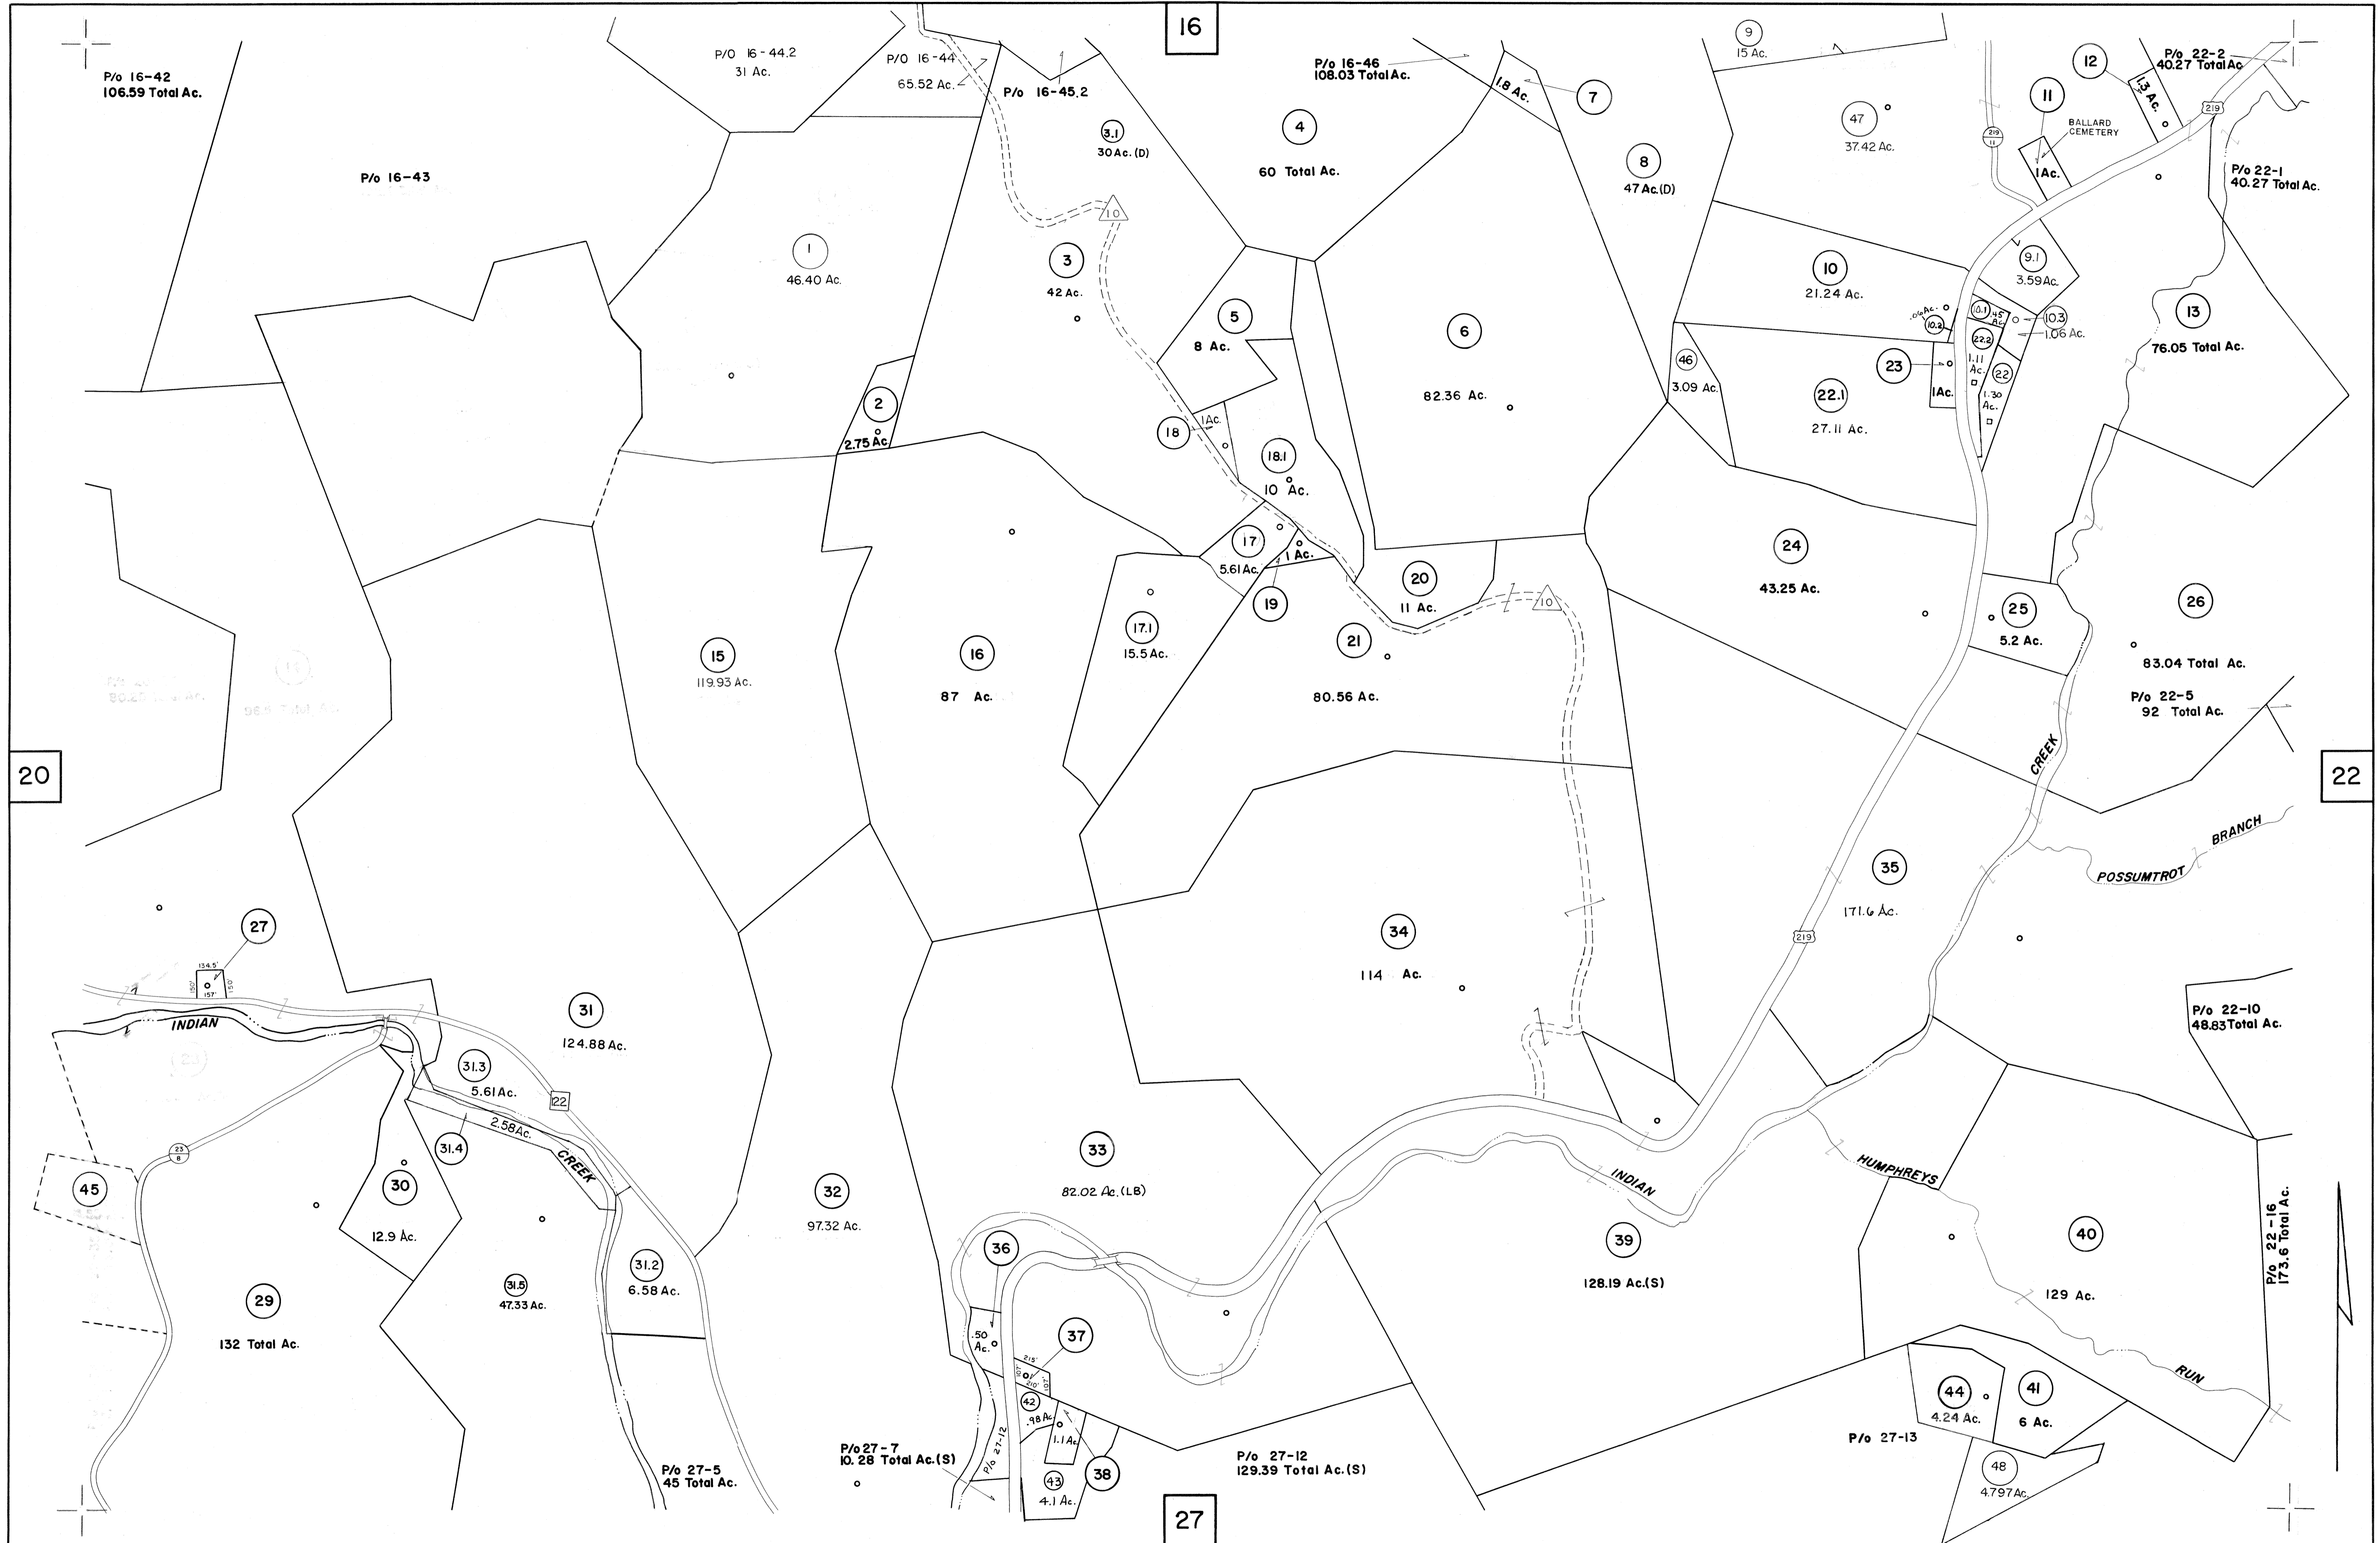 16
P/o 16-42
106.59 Total Ac.
P/O 16-44.2
31 Ac.
P/O 16-44
65.52 Ac.
P/o 16-45.2
P/o 16-46
108.03 Total Ac.
1.8 Ac.
7
9
15 Ac.
12
1.3 Ac.
P/o 22-2
40.27 Total Ac
219
11
BALLARD
CEMETERY
1Ac.
47
37.42 Ac.
219
11
P/o 22-1
40.27 Total Ac.
3.1
30 Ac. (D)
4
60 Total Ac.
8
47 Ac.(D)
P/o 16-43
10
1
46.40 Ac.
3
42 Ac.
5
8 Ac.
6
82.36 Ac.
10
21.24 Ac.
9.1
3.59 Ac.
.06Ac.
10.2
10.1
.45
Ac.
10.3
1.06 Ac.
13
76.05 Total Ac.
46
3.09 Ac.
22.1
27.11 Ac.
23
1Ac.
22.2
1.11
Ac.
22
1.30
Ac.
2
2.75 Ac.
18
1Ac.
18.1
10 Ac.
17
5.61 Ac.
1 Ac.
19
20
11 Ac.
10
24
43.25 Ac.
25
5.2 Ac.
26
83.04 Total Ac.
P/o 22-5
92 Total Ac.
15
119.93 Ac.
16
87 Ac.
17.1
15.5 Ac.
21
80.56 Ac.
20
22
CREEK
POSSUMTROT
BRANCH
27
134.5'
150'
150'
157'
INDIAN
31
124.88 Ac.
34
114 Ac.
35
171.6 Ac.
219
P/o 22-10
48.83 Total Ac.
31.3
5.61 Ac.
22
2.58 Ac.
31.4
CREEK
23
8
45
30
12.9 Ac.
32
97.32 Ac.
33
82.02 Ac. (LB)
INDIAN
HUMPHREYS
39
128.19 Ac.(S)
40
129 Ac.
P/o 22-16
173.6 Total Ac.
29
132 Total Ac.
31.5
47.33 Ac.
31.2
6.58 Ac.
36
.50
Ac.
37
215'
107'
210'
107'
42
.98 Ac
1.1 Ac
38
43
4.1 Ac.
P/o 27-12
RUN
44
4.24 Ac.
41
6 Ac.
P/o 27-13
48
4.797 Ac.
P/o 27-5
45 Total Ac.
P/o 27-7
10.28 Total Ac.(S)
P/o 27-12
129.39 Total Ac.(S)
27